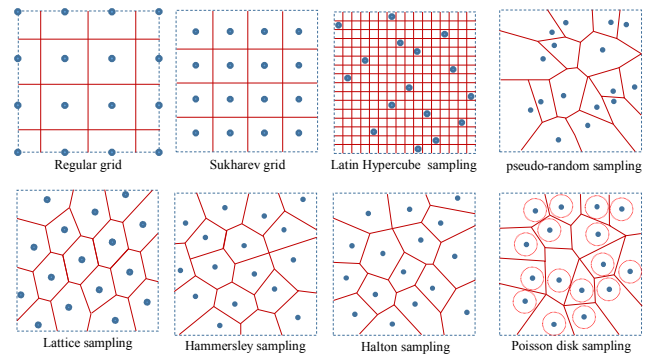 Regular grid
Sukharev grid
Latin Hypercube sampling
pseudo-random sampling
Lattice sampling
Hammersley sampling
Halton sampling
Poisson disk sampling